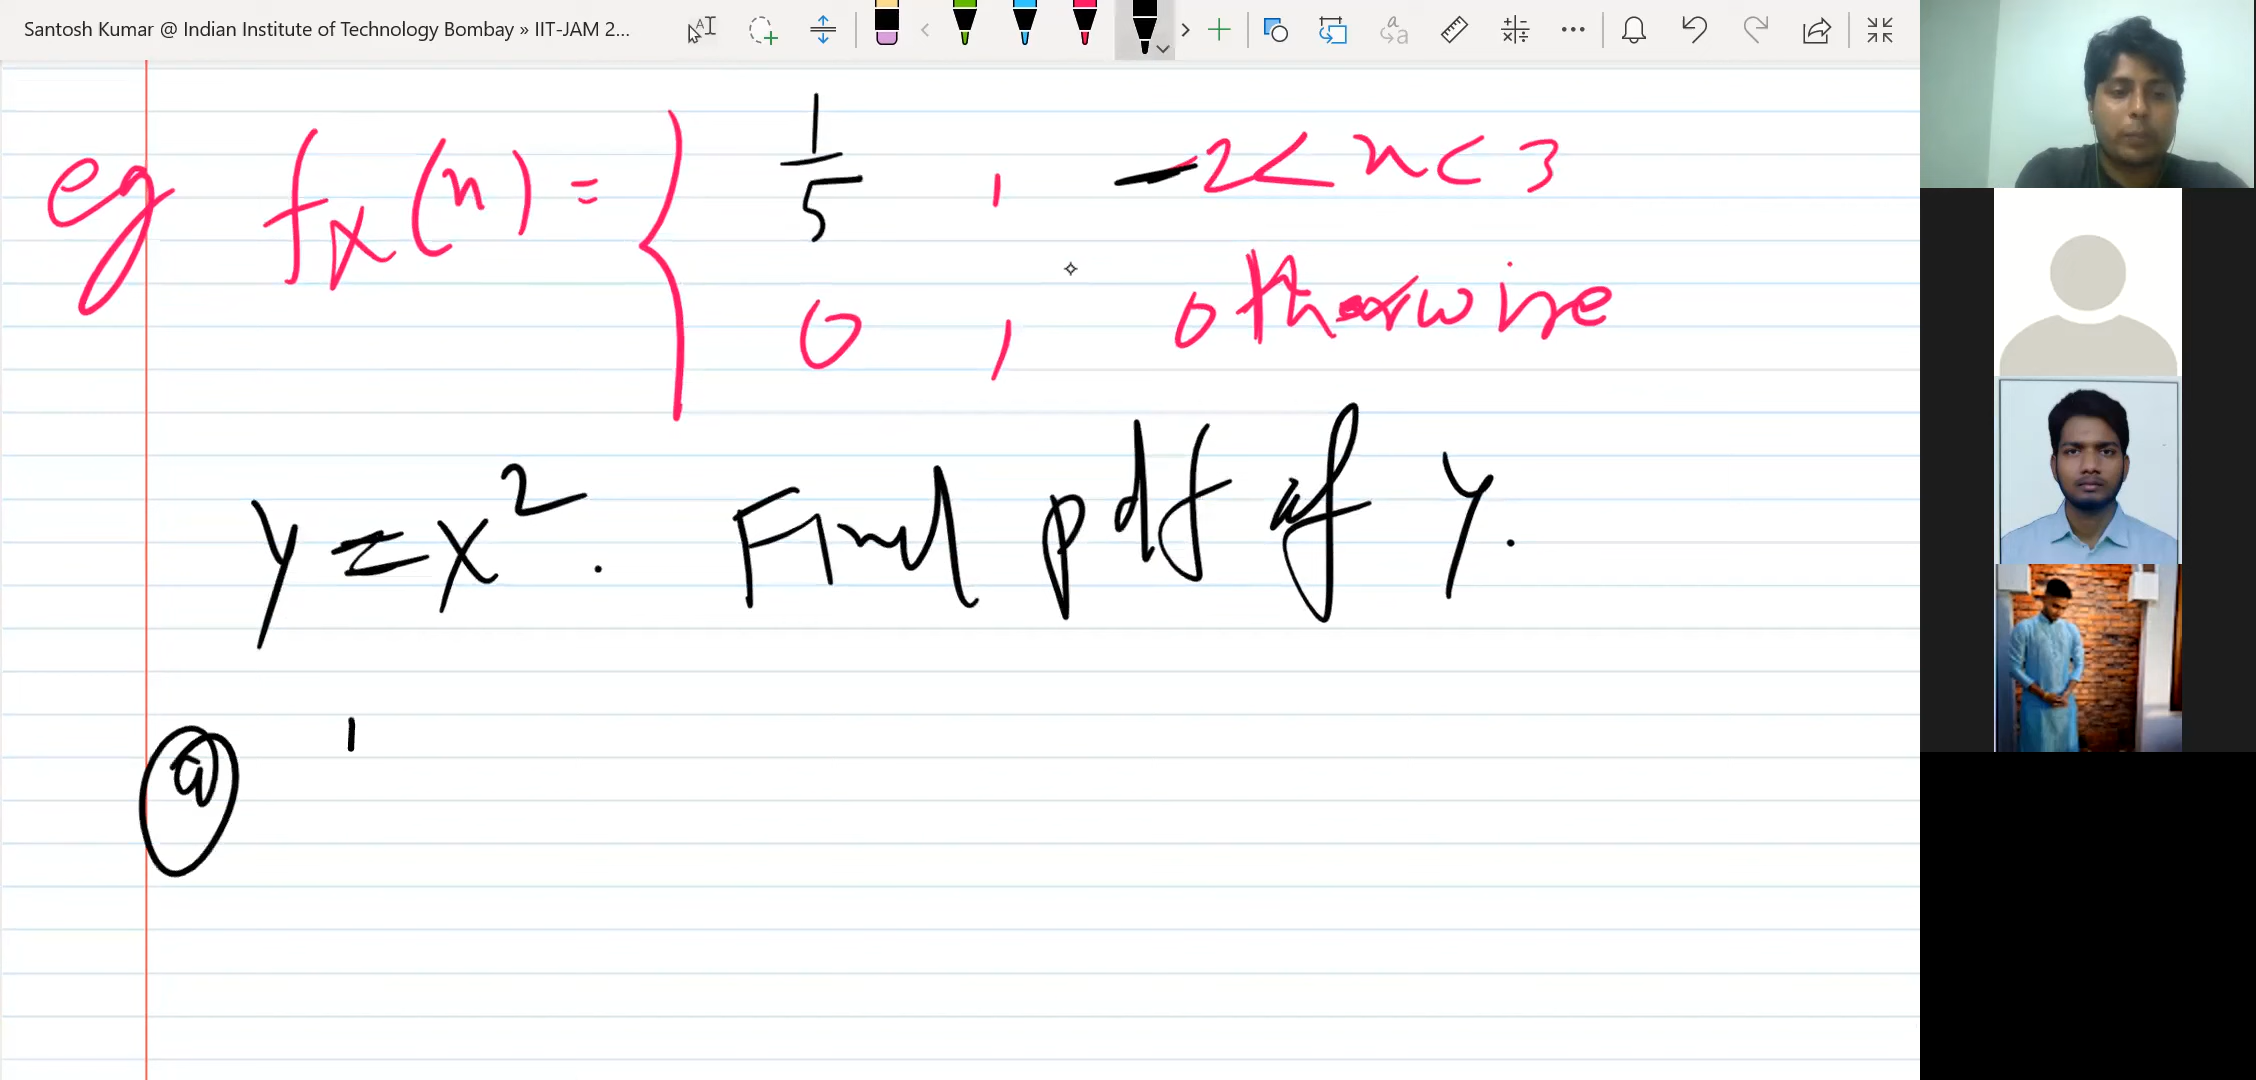 Santosh Kumar @ Indian Institute of Technology Bombay » IIT-JAM 2...
eg fX(n) = { 1/5 , -2 < n < 3
0 , otherwise
Y = X². Find pdf of Y.
@ 1